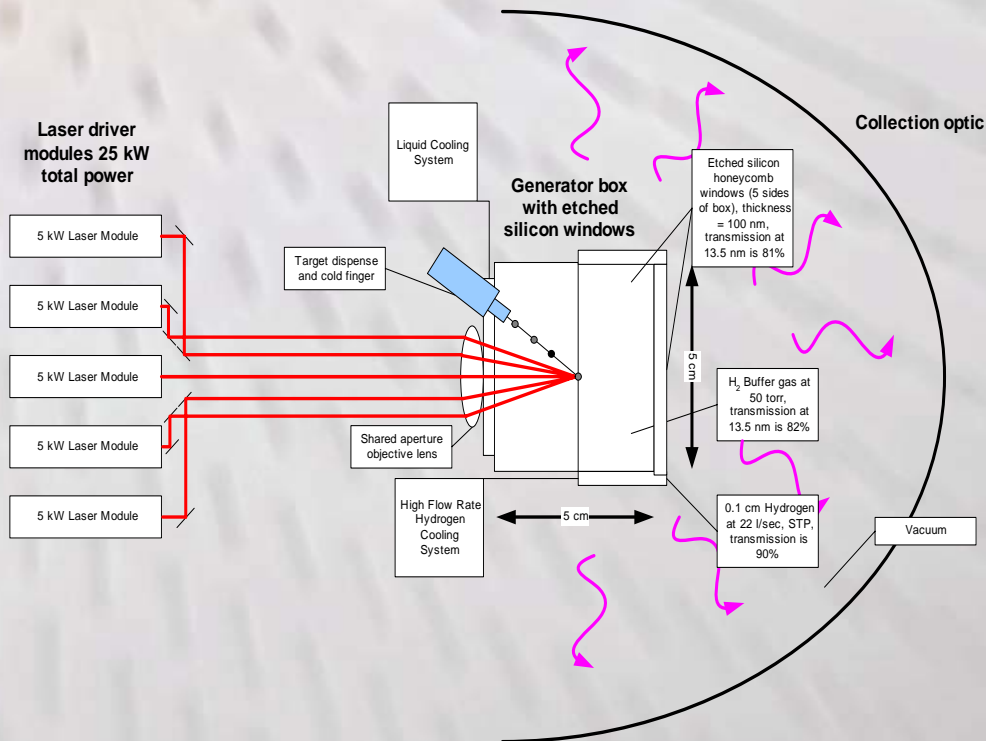 Laser driver
modules 25 kW
total power
5 kW Laser Module
5 kW Laser Module
5 kW Laser Module
5 kW Laser Module
5 kW Laser Module
Liquid Cooling
System
Target dispense
and cold finger
Shared aperture
objective lens
High Flow Rate
Hydrogen
Cooling
System
Generator box
with etched
silicon windows
5 cm
5 cm
Etched silicon
honeycomb
windows (5 sides
of box), thickness
= 100 nm,
transmission at
13.5 nm is 81%
H2 Buffer gas at
50 torr,
transmission at
13.5 nm is 82%
0.1 cm Hydrogen
at 22 l/sec, STP,
transmission is
90%
Collection optic
Vacuum